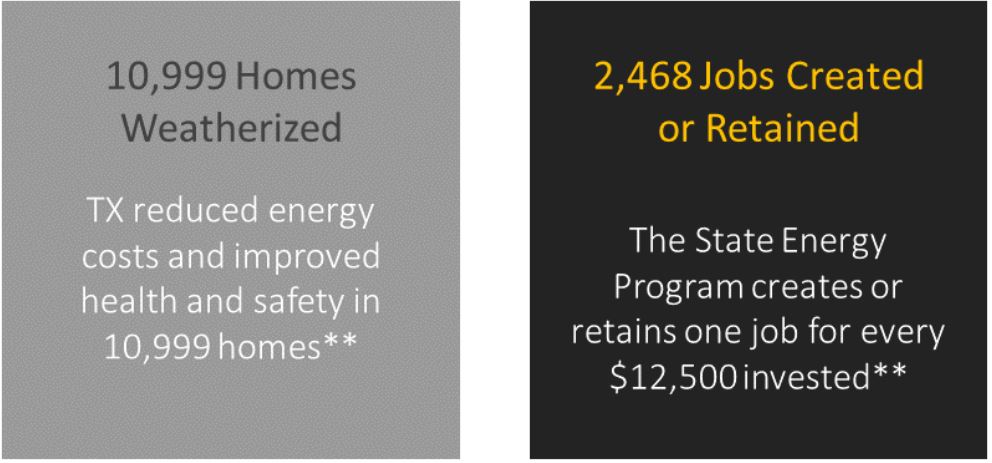 10,999 Homes
Weatherized
TX reduced energy
costs and improved
health and safety in
10,999 homes**
2,468 Jobs Created
or Retained
The State Energy
Program creates or
retains one job for every
$12,500 invested**